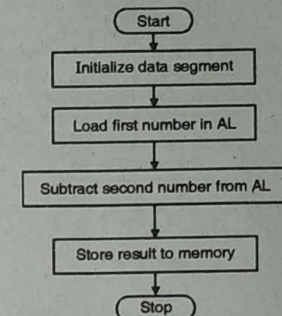 Start
Initialize data segment
Load first number in AL
Subtract second number from AL
Store result to memory
Stop